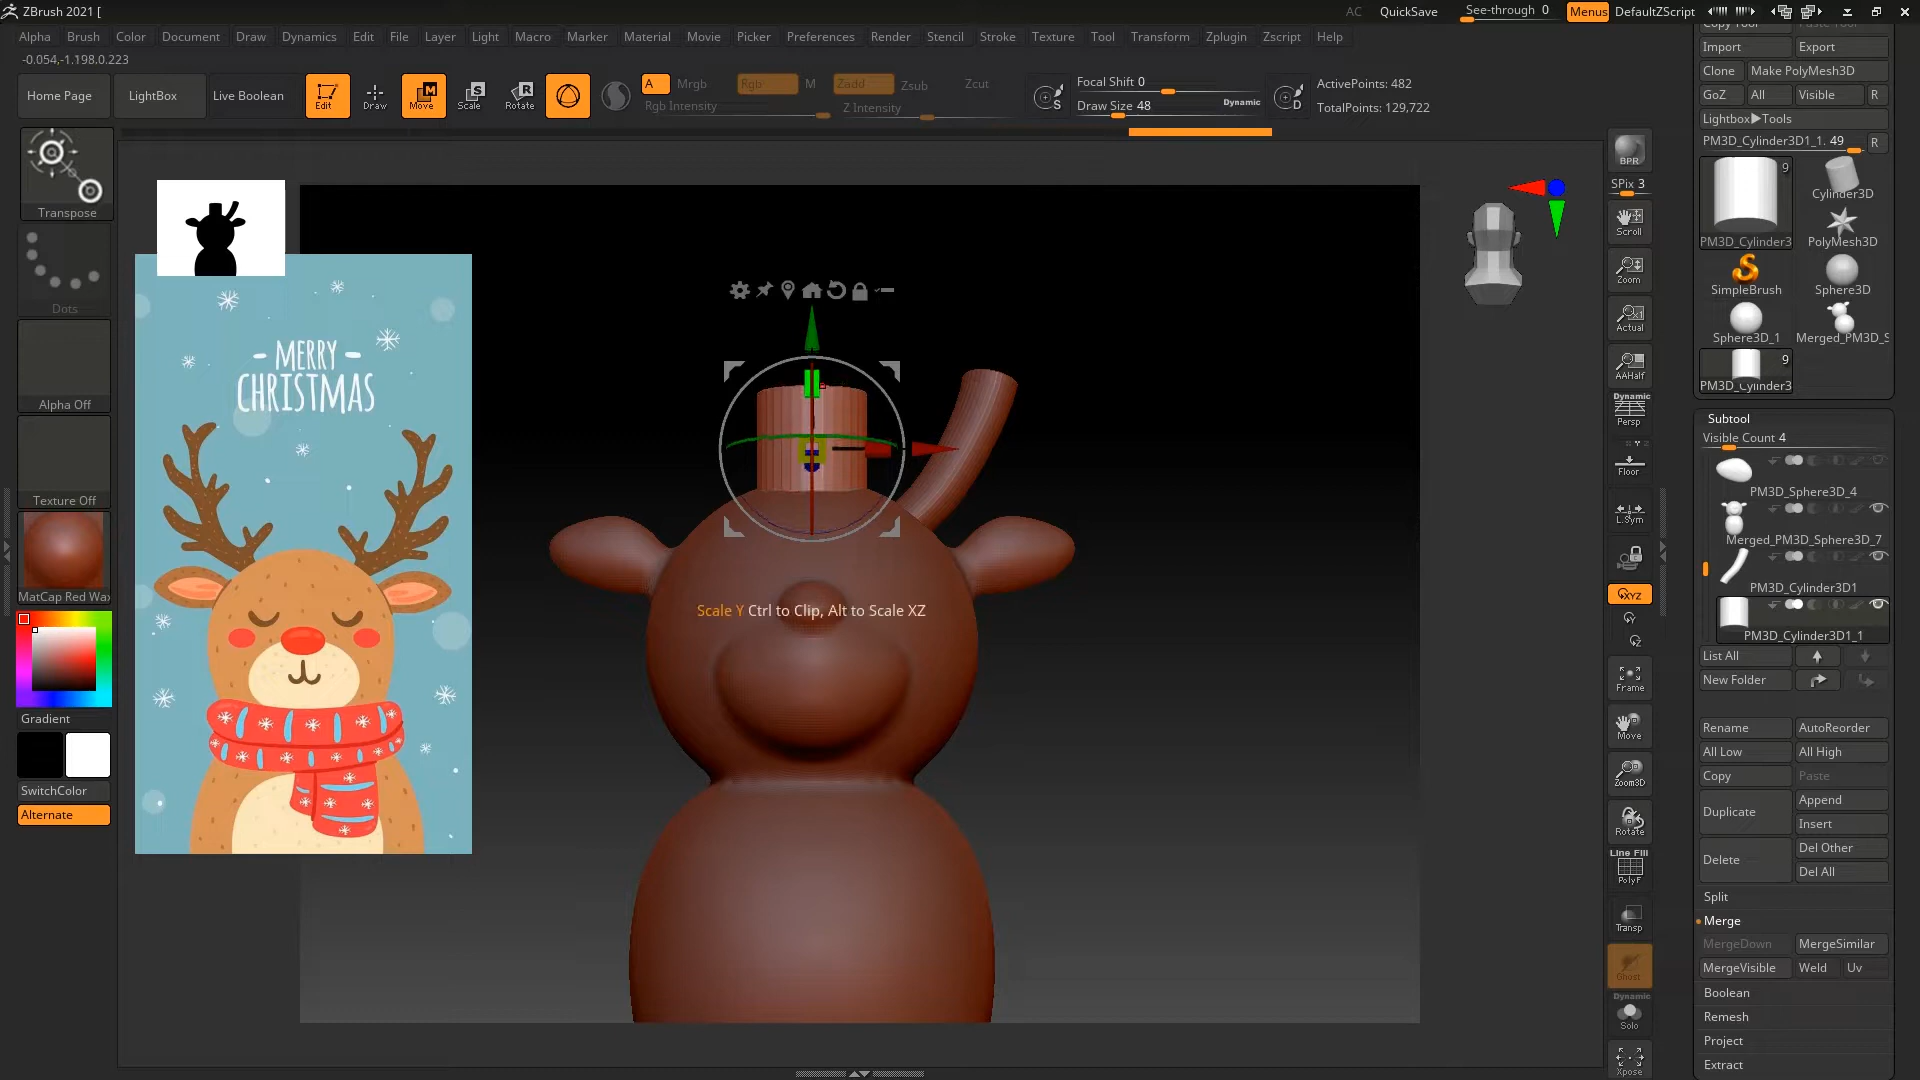 ZBrush 2021 [
AC
QuickSave
See-through 0
Menus
DefaultZScript
Alpha Brush Color Document Draw Dynamics Edit File Layer Light Macro Marker Material Movie Picker Preferences Render Stencil Stroke Texture Tool Transform Zplugin Zscript Help
-0.054,-1.198,0.223
Home Page
LightBox
Live Boolean
Edit
Draw
Move
Scale
Rotate
A
Mrgb
Rgb
M
Zadd
Zsub
Zcut
Rgb Intensity
Z Intensity
Focal Shift 0
Draw Size 48
Dynamic
ActivePoints: 482
TotalPoints: 129,722
Transpose
Dots
Alpha Off
Texture Off
MatCap Red Wax
Gradient
SwitchColor
Alternate
MERRY
CHRISTMAS
Scale Y Ctrl to Clip, Alt to Scale XZ
BPR
SPix 3
Scroll
Zoom
Actual
AAHalf
Dynamic
Persp
Floor
L.Sym
XYZ
Y
Z
Frame
Move
Zoom3D
Rotate
Line Fill
PolyF
Transp
Ghost
Dynamic
Solo
Xpose
Copy Tool
Paste Tool
Import
Export
Clone
Make PolyMesh3D
GoZ
All
Visible
R
Lightbox▶Tools
PM3D_Cylinder3D1_1. 49
R
9
PM3D_Cylinder3
Cylinder3D
PolyMesh3D
SimpleBrush
Sphere3D
Sphere3D_1
Merged_PM3D_S
9
PM3D_Cylinder3
Subtool
Visible Count 4
PM3D_Sphere3D_4
Merged_PM3D_Sphere3D_7
PM3D_Cylinder3D1
PM3D_Cylinder3D1_1
List All
New Folder
Rename
AutoReorder
All Low
All High
Copy
Paste
Duplicate
Append
Insert
Delete
Del Other
Del All
Split
Merge
MergeDown
MergeSimilar
MergeVisible
Weld
Uv
Boolean
Remesh
Project
Extract